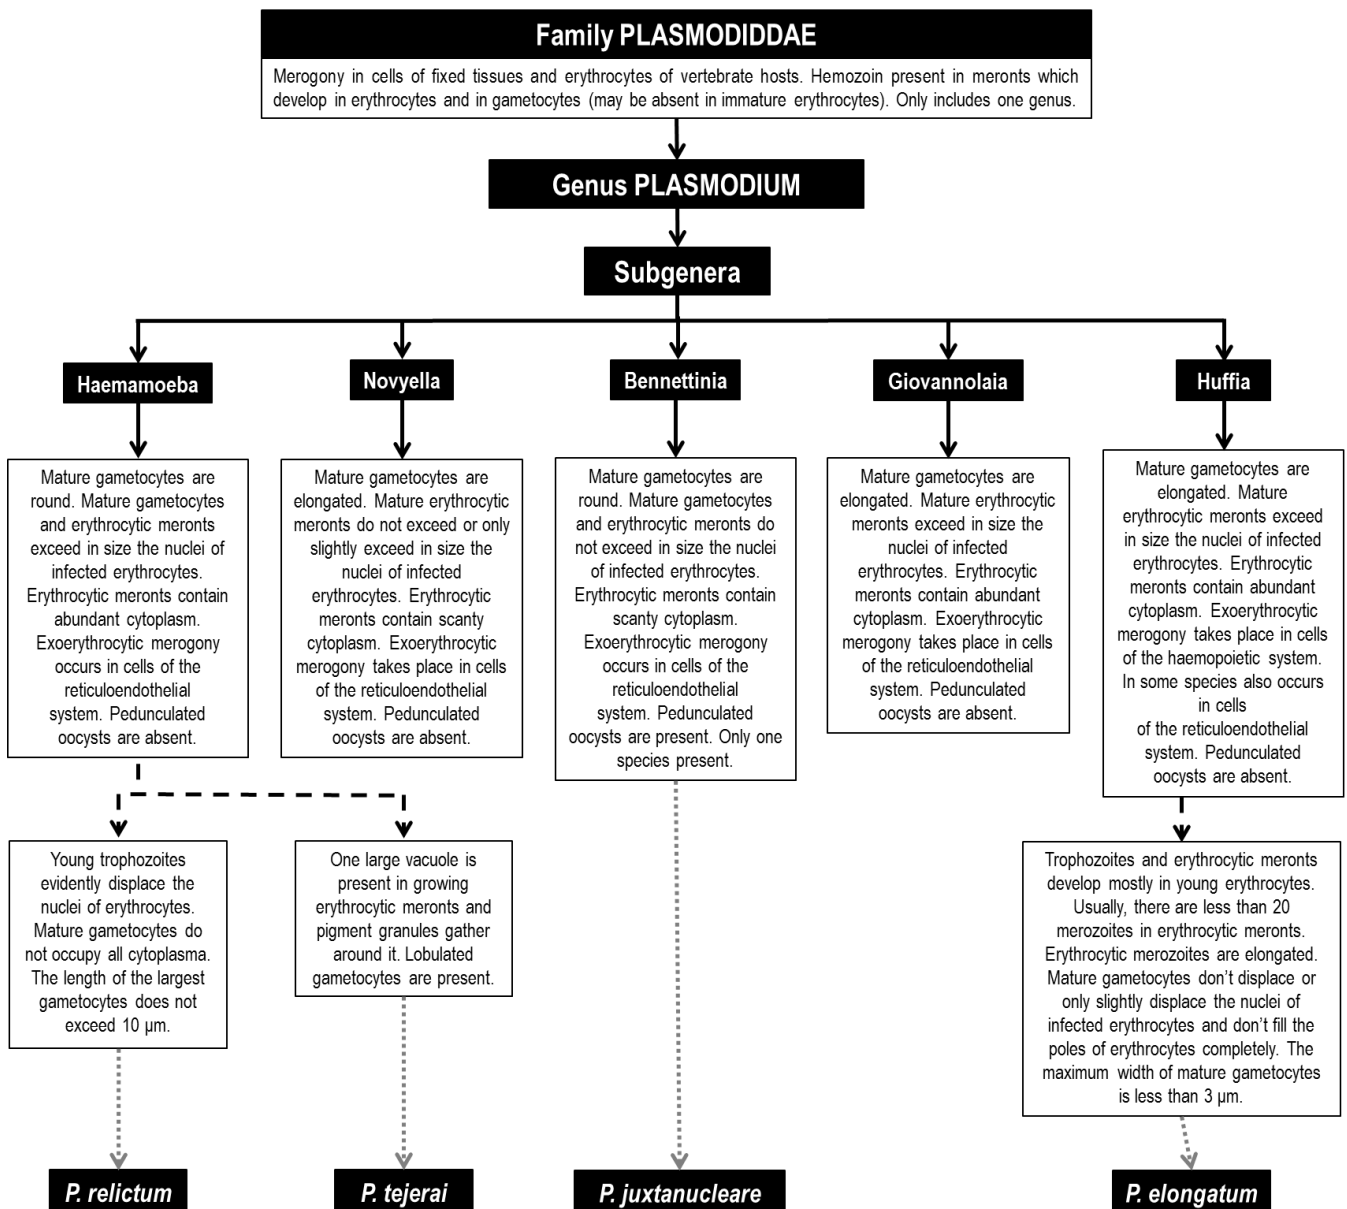 Family PLASMODIDDAE
Merogony in cells of fixed tissues and erythrocytes of vertebrate hosts. Hemozoin present in meronts which
develop in erythrocytes and in gametocytes (may be absent in immature erythrocytes). Only includes one genus.
Genus PLASMODIUM
Subgenera
Haemamoeba
Novyella
Bennettinia
Giovannolaia
Huffia
Mature gametocytes are
round. Mature gametocytes
and erythrocytic meronts
exceed in size the nuclei of
infected erythrocytes.
Erythrocytic meronts contain
abundant cytoplasm.
Exoerythrocytic merogony
occurs in cells of the
reticuloendothelial
system. Pedunculated
oocysts are absent.
Mature gametocytes are
elongated. Mature erythrocytic
meronts do not exceed or only
slightly exceed in size the
nuclei of infected
erythrocytes. Erythrocytic
meronts contain scanty
cytoplasm. Exoerythrocytic
merogony takes place in cells
of the reticuloendothelial
system. Pedunculated
oocysts are absent.
Mature gametocytes are
round. Mature gametocytes
and erythrocytic meronts do
not exceed in size the nuclei
of infected erythrocytes.
Erythrocytic meronts contain
scanty cytoplasm.
Exoerythrocytic merogony
occurs in cells of the
reticuloendothelial
system. Pedunculated
oocysts are present. Only one
species present.
Mature gametocytes are
elongated. Mature erythrocytic
meronts exceed in size the
nuclei of infected
erythrocytes. Erythrocytic
meronts contain abundant
cytoplasm. Exoerythrocytic
merogony takes place in cells
of the reticuloendothelial
system. Pedunculated
oocysts are absent.
Mature gametocytes are
elongated. Mature
erythrocytic meronts exceed
in size the nuclei of infected
erythrocytes. Erythrocytic
meronts contain abundant
cytoplasm. Exoerythrocytic
merogony takes place in cells
of the haemopoietic system.
In some species also occurs
in cells
of the reticuloendothelial
system. Pedunculated
oocysts are absent.
Young trophozoites
evidently displace the
nuclei of erythrocytes.
Mature gametocytes do
not occupy all cytoplasma.
The length of the largest
gametocytes does not
exceed 10 µm.
One large vacuole is
present in growing
erythrocytic meronts and
pigment granules gather
around it. Lobulated
gametocytes are present.
Trophozoites and erythrocytic meronts
develop mostly in young erythrocytes.
Usually, there are less than 20
merozoites in erythrocytic meronts.
Erythrocytic merozoites are elongated.
Mature gametocytes don't displace or
only slightly displace the nuclei of
infected erythrocytes and don't fill the
poles of erythrocytes completely. The
maximum width of mature gametocytes
is less than 3 µm.
P. relictum
P. tejerai
P. juxtanucleare
P. elongatum